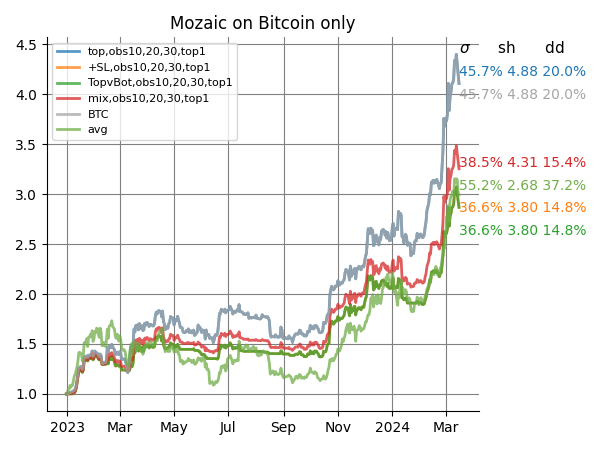 Mozaic on Bitcoin only
σ sh dd
top,obs10,20,30,top1
+SL,obs10,20,30,top1
TopvBot,obs10,20,30,top1
mix,obs10,20,30,top1
BTC
avg
45.7% 4.88 20.0%
45.7% 4.88 20.0%
38.5% 4.31 15.4%
55.2% 2.68 37.2%
36.6% 3.80 14.8%
36.6% 3.80 14.8%
4.5
4.0
3.5
3.0
2.5
2.0
1.5
1.0
2023 Mar May Jul Sep Nov 2024 Mar